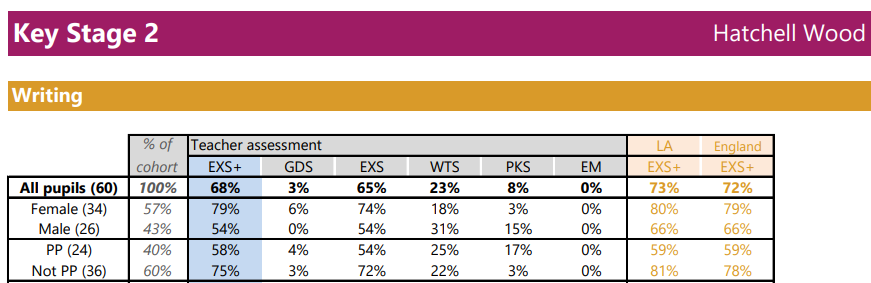 Key Stage 2 Hatchell Wood
Writing
% of Teacher assessment LA England
cohort EXS+ GDS EXS WTS PKS EM EXS+ EXS+
All pupils (60) 100% 68% 3% 65% 23% 8% 0% 73% 72%
Female (34) 57% 79% 6% 74% 18% 3% 0% 80% 79%
Male (26) 43% 54% 0% 54% 31% 15% 0% 66% 66%
PP (24) 40% 58% 4% 54% 25% 17% 0% 59% 59%
Not PP (36) 60% 75% 3% 72% 22% 3% 0% 81% 78%